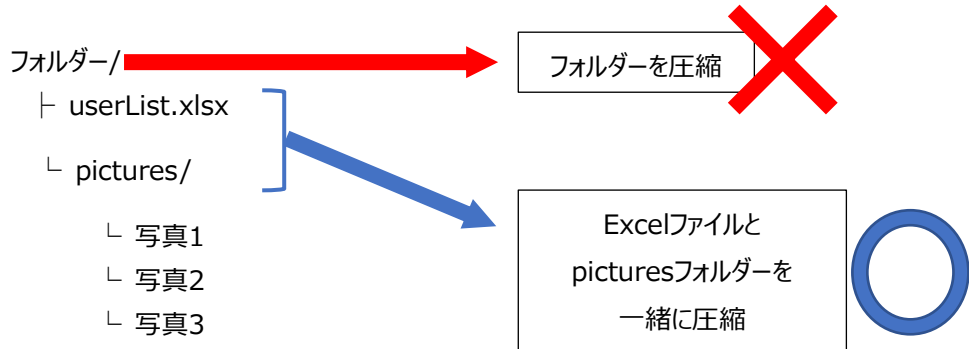 フォルダー/
├ userList.xlsx
└ pictures/
└ 写真1
└ 写真2
└ 写真3
フォルダーを圧縮
Excelファイルと
picturesフォルダーを
一緒に圧縮